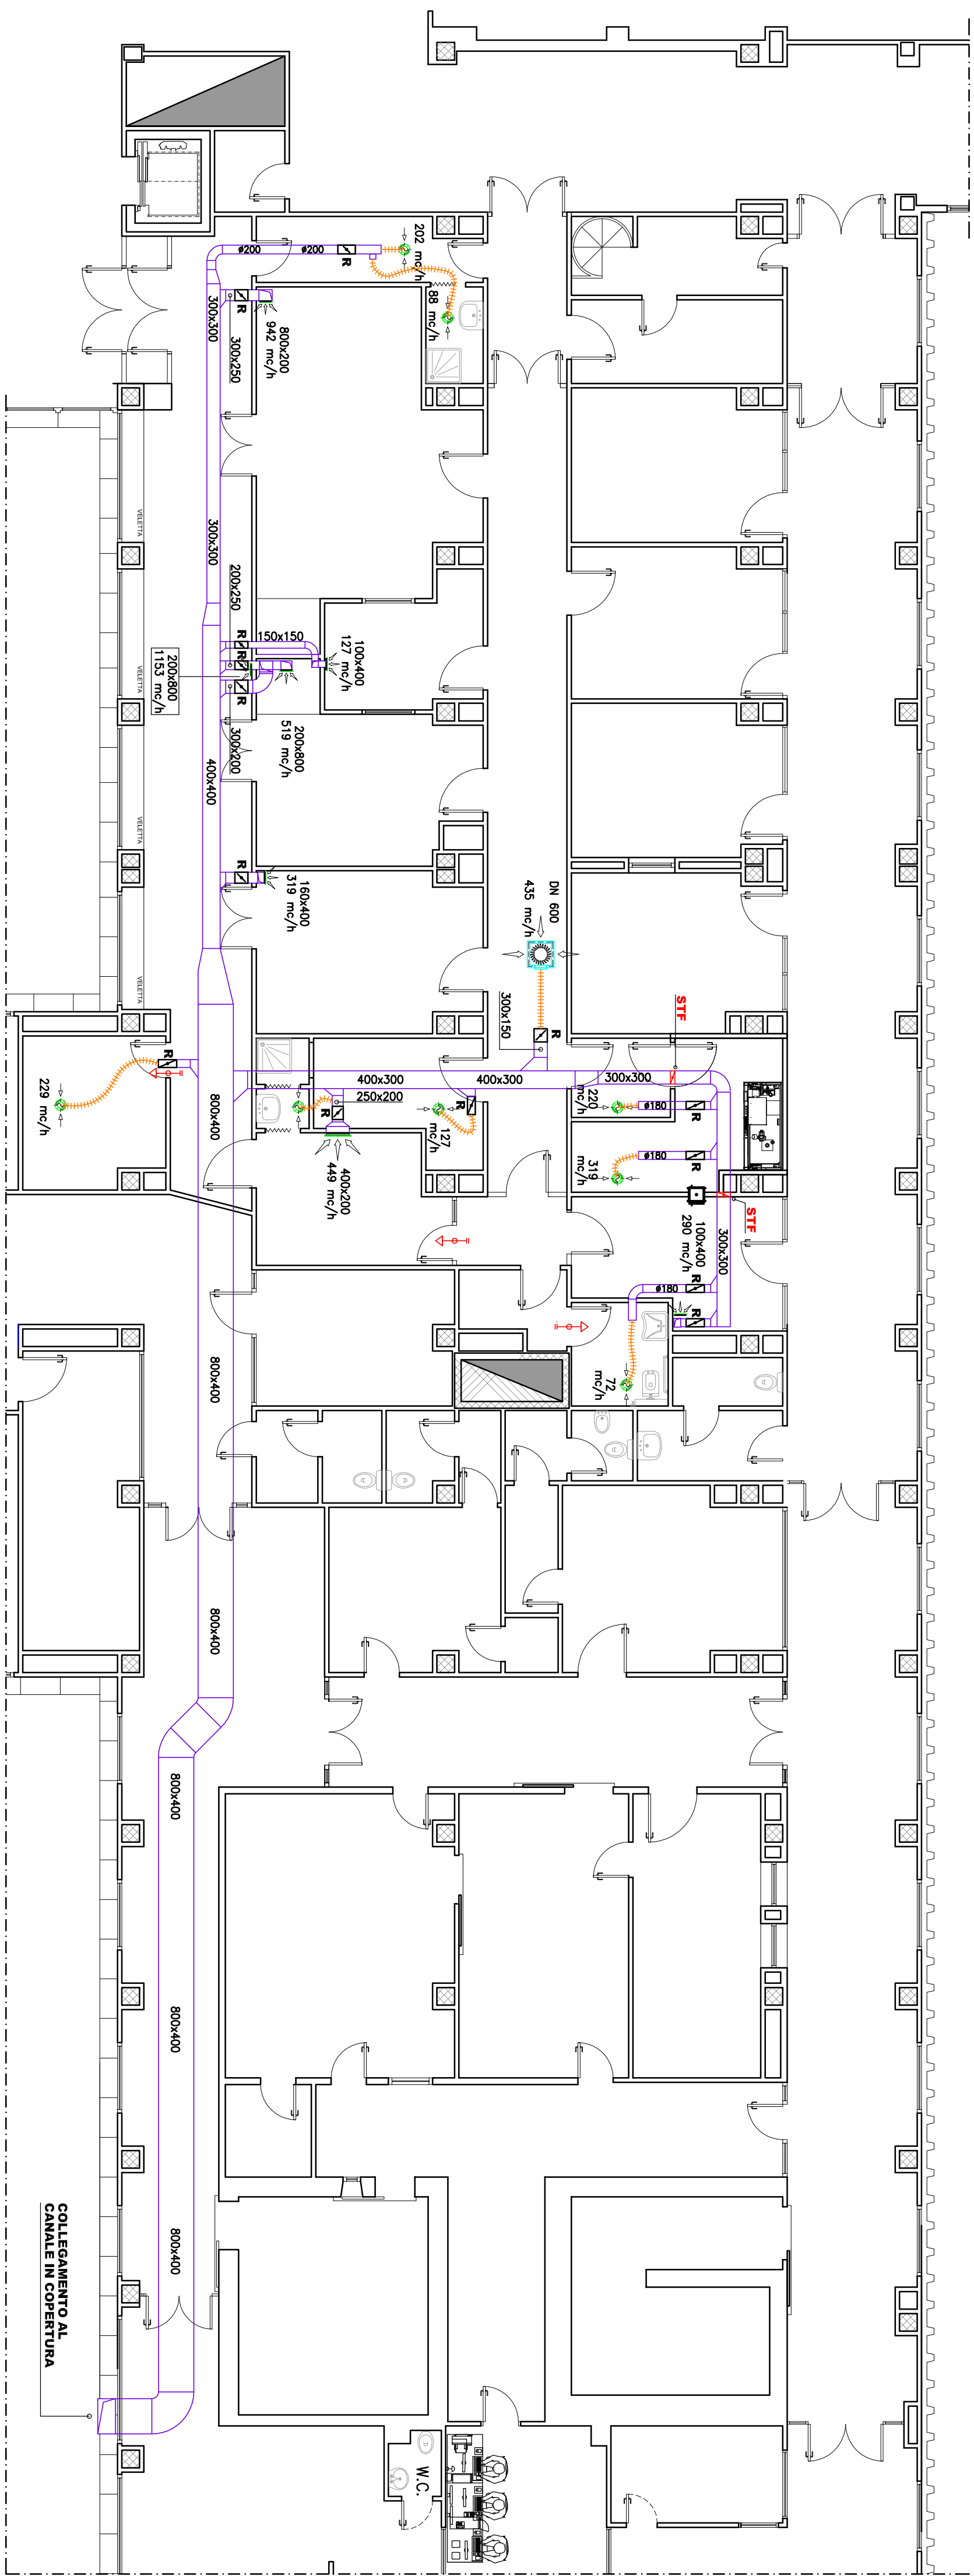 202
mc/h
88 mc/h
ø200
ø200
R
300x300
R
300x250
800x200
942 mc/h
VELETTA
300x300
200x250
R
150x150
R
R
100x400
127 mc/h
200x800
1153 mc/h
200x800
519 mc/h
VELETTA
300x200
400x400
VELETTA
R
160x400
319 mc/h
DN 600
435 mc/h
VELETTA
300x150
R
STF
R
229 mc/h
400x300
400x300
300x300
250x200
R
R
127
mc/h
220
mc/h
ø180
R
800x400
400x200
449 mc/h
319
mc/h
ø180
R
STF
100x400
290 mc/h
300x300
ø180
R
R
72
mc/h
800x400
800x400
800x400
800x400
800x400
COLLEGAMENTO AL
CANALE IN COPERTURA
W.C.